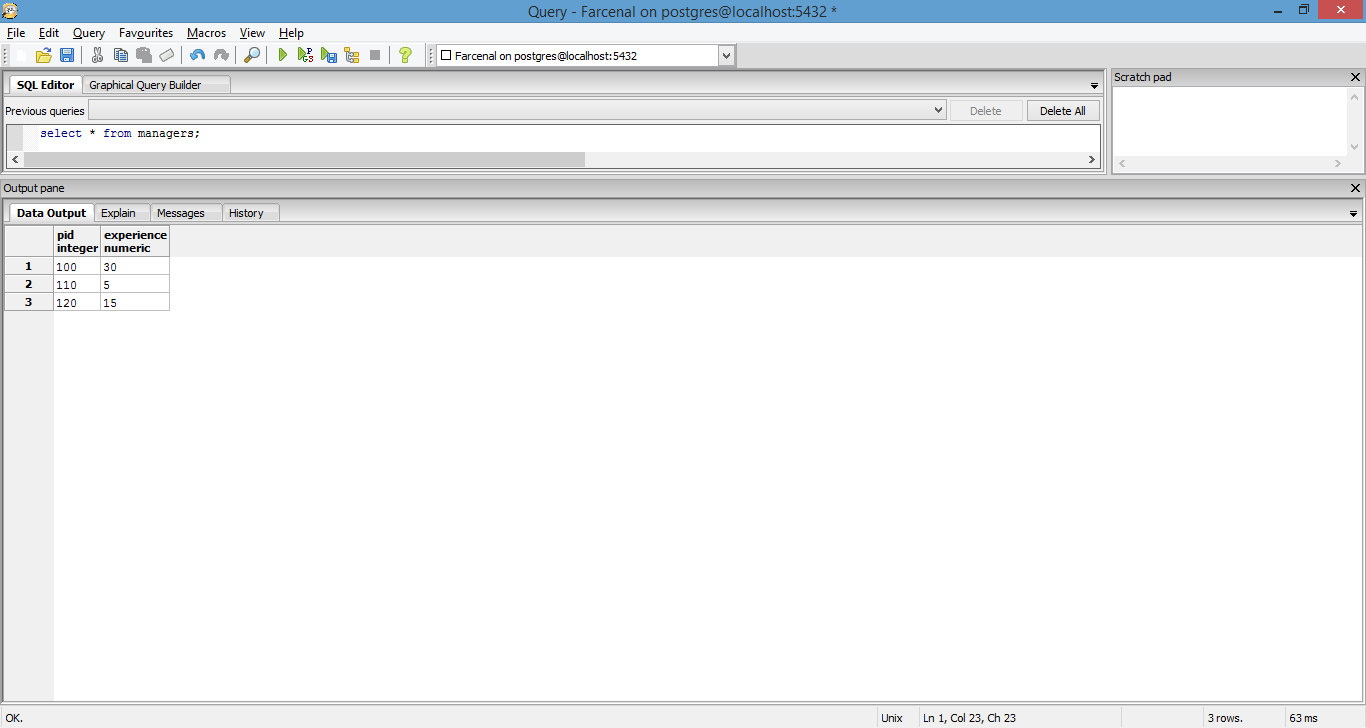 Query - Farcenal on postgres@localhost:5432 *
File Edit Query Favourites Macros View Help
Farcenal on postgres@localhost:5432
SQL Editor Graphical Query Builder
Scratch pad
Previous queries Delete Delete All
select * from managers;
Output pane
Data Output Explain Messages History
pid experience
integer numeric
1 100 30
2 110 5
3 120 15
OK. Unix Ln 1, Col 23, Ch 23 3 rows. 63 ms